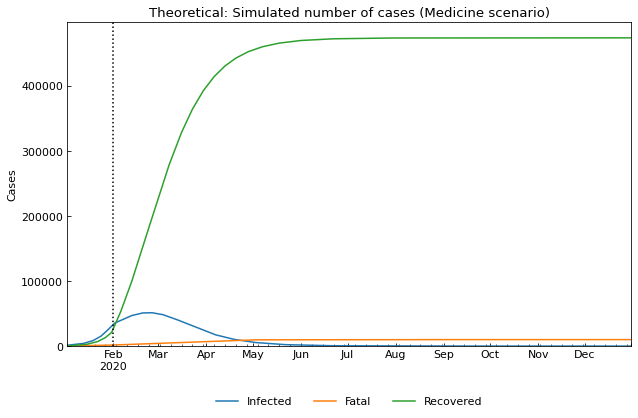 Theoretical: Simulated number of cases (Medicine scenario)
Cases
400000
300000
200000
100000
0
Feb Mar Apr May Jun Jul Aug Sep Oct Nov Dec
2020
Infected Fatal Recovered